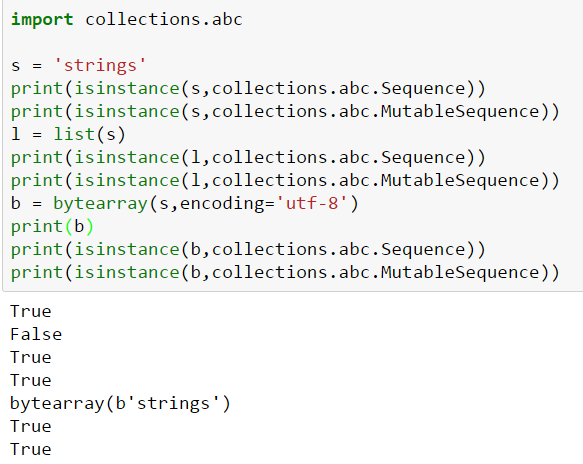 import collections.abc

s = 'strings'
print(isinstance(s,collections.abc.Sequence))
print(isinstance(s,collections.abc.MutableSequence))
l = list(s)
print(isinstance(l,collections.abc.Sequence))
print(isinstance(l,collections.abc.MutableSequence))
b = bytearray(s,encoding='utf-8')
print(b)
print(isinstance(b,collections.abc.Sequence))
print(isinstance(b,collections.abc.MutableSequence))
True
False
True
True
bytearray(b'strings')
True
True